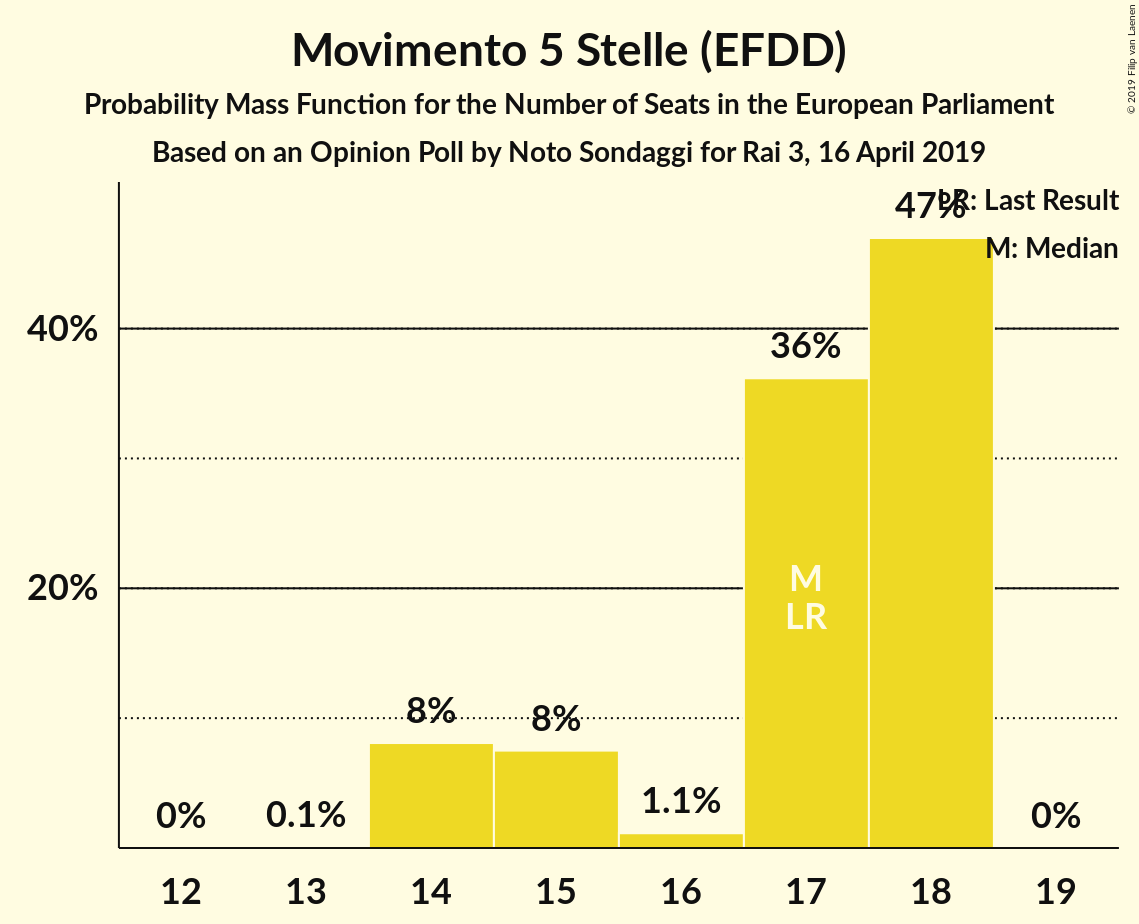 Movimento 5 Stelle (EFDD)
Probability Mass Function for the Number of Seats in the European Parliament
Based on an Opinion Poll by Noto Sondaggi for Rai 3, 16 April 2019
© 2019 Filip van Laenen
LR: Last Result
M: Median
40%
20%
0%
0.1%
8%
8%
1.1%
36%
47%
0%
M
LR
12 13 14 15 16 17 18 19